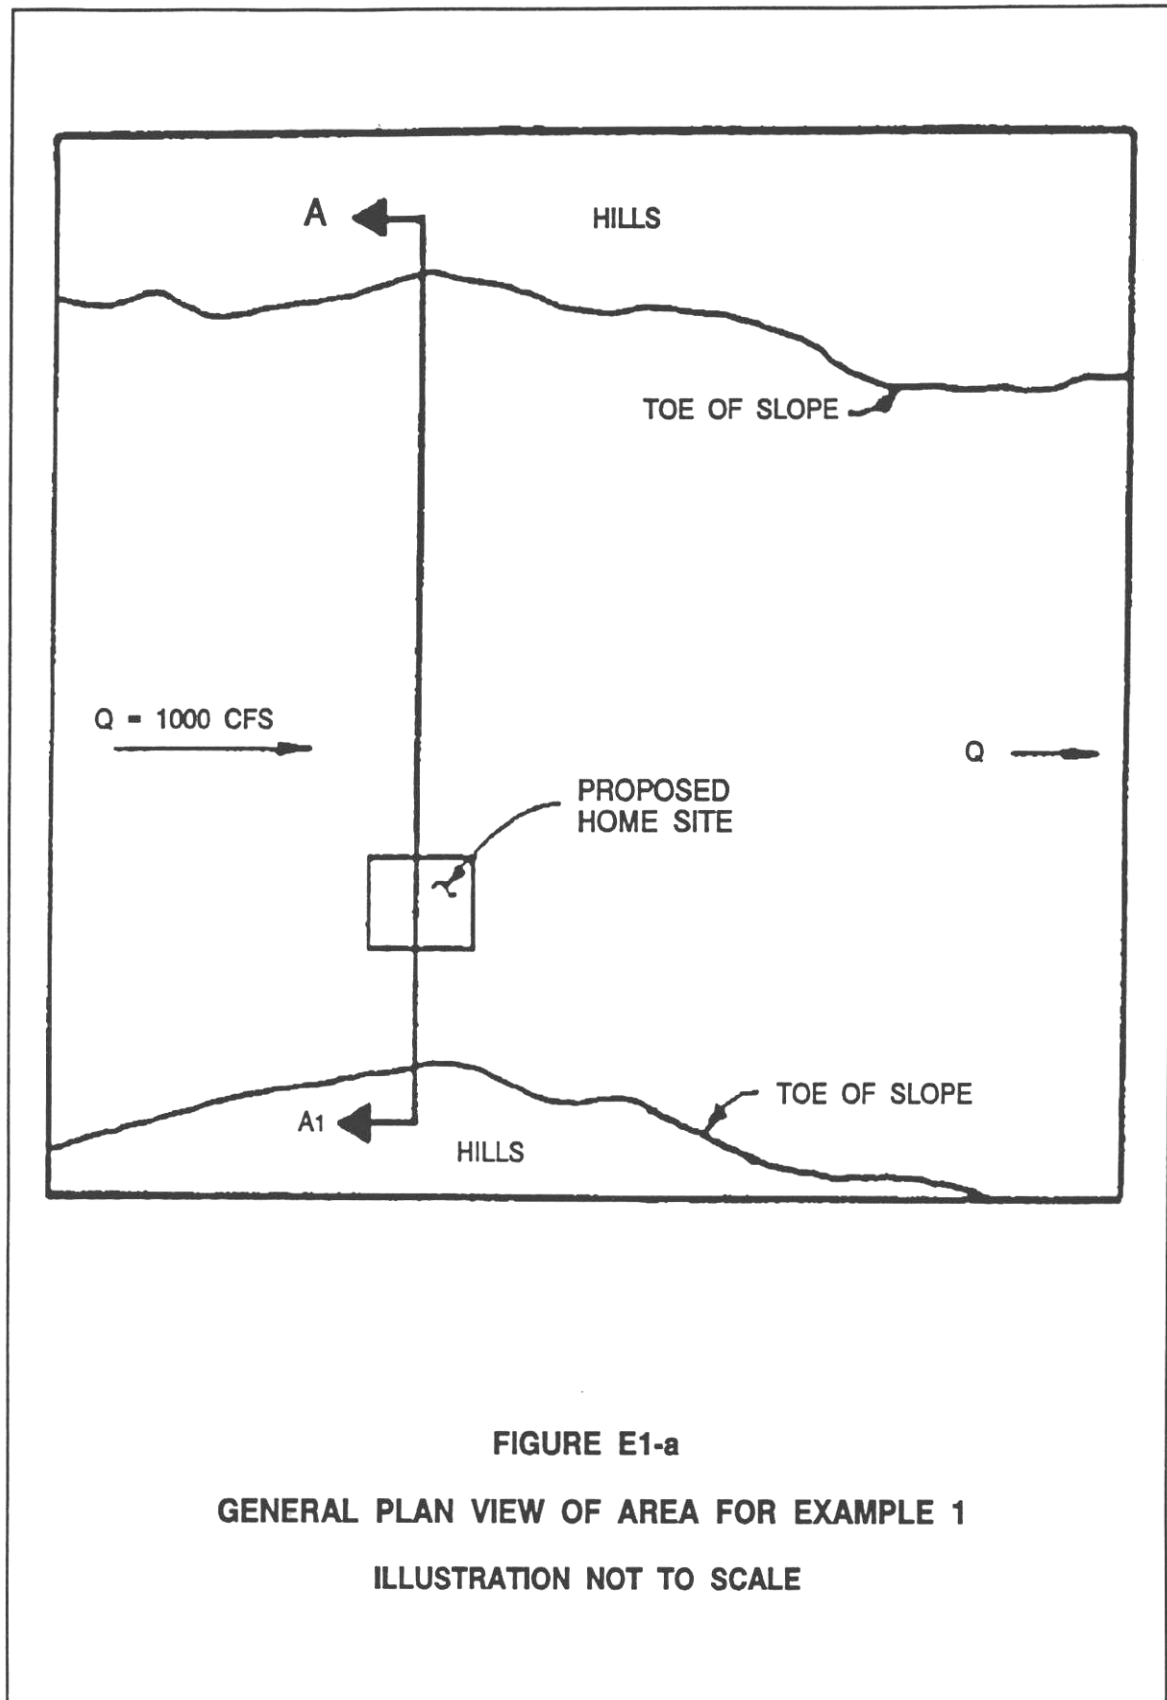 A
HILLS
TOE OF SLOPE
Q = 1000 CFS
Q
PROPOSED
HOME SITE
TOE OF SLOPE
A1
HILLS
FIGURE E1-a
GENERAL PLAN VIEW OF AREA FOR EXAMPLE 1
ILLUSTRATION NOT TO SCALE